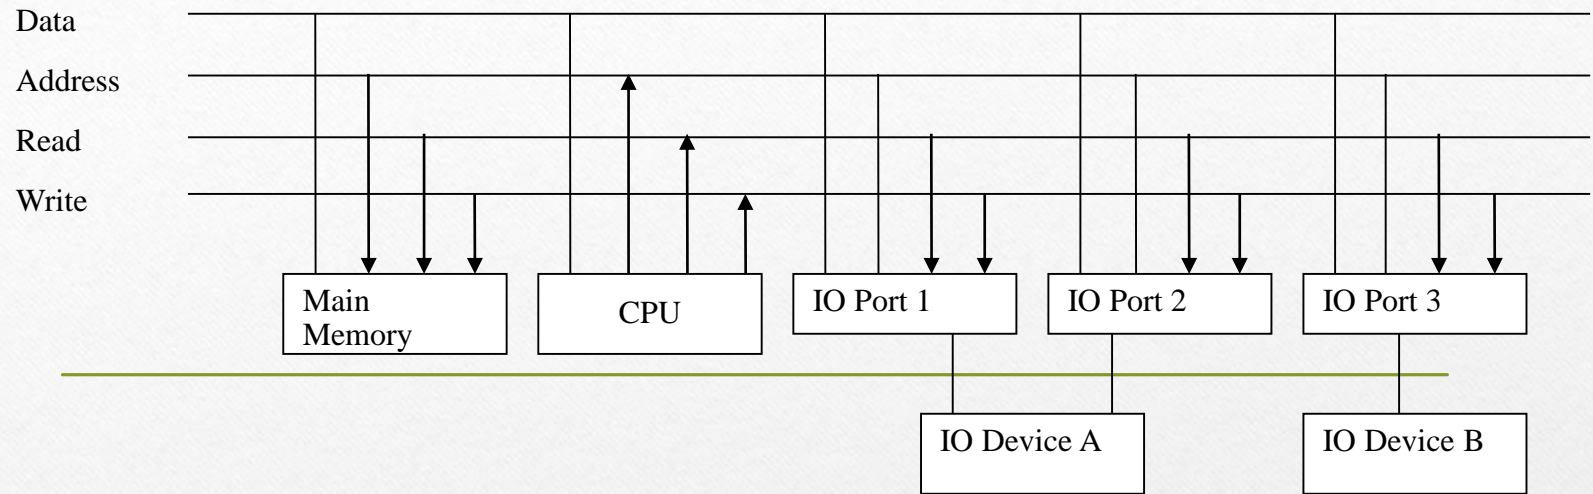 Data
Address
Read
Write
Main
Memory
CPU
IO Port 1
IO Port 2
IO Port 3
IO Device A
IO Device B